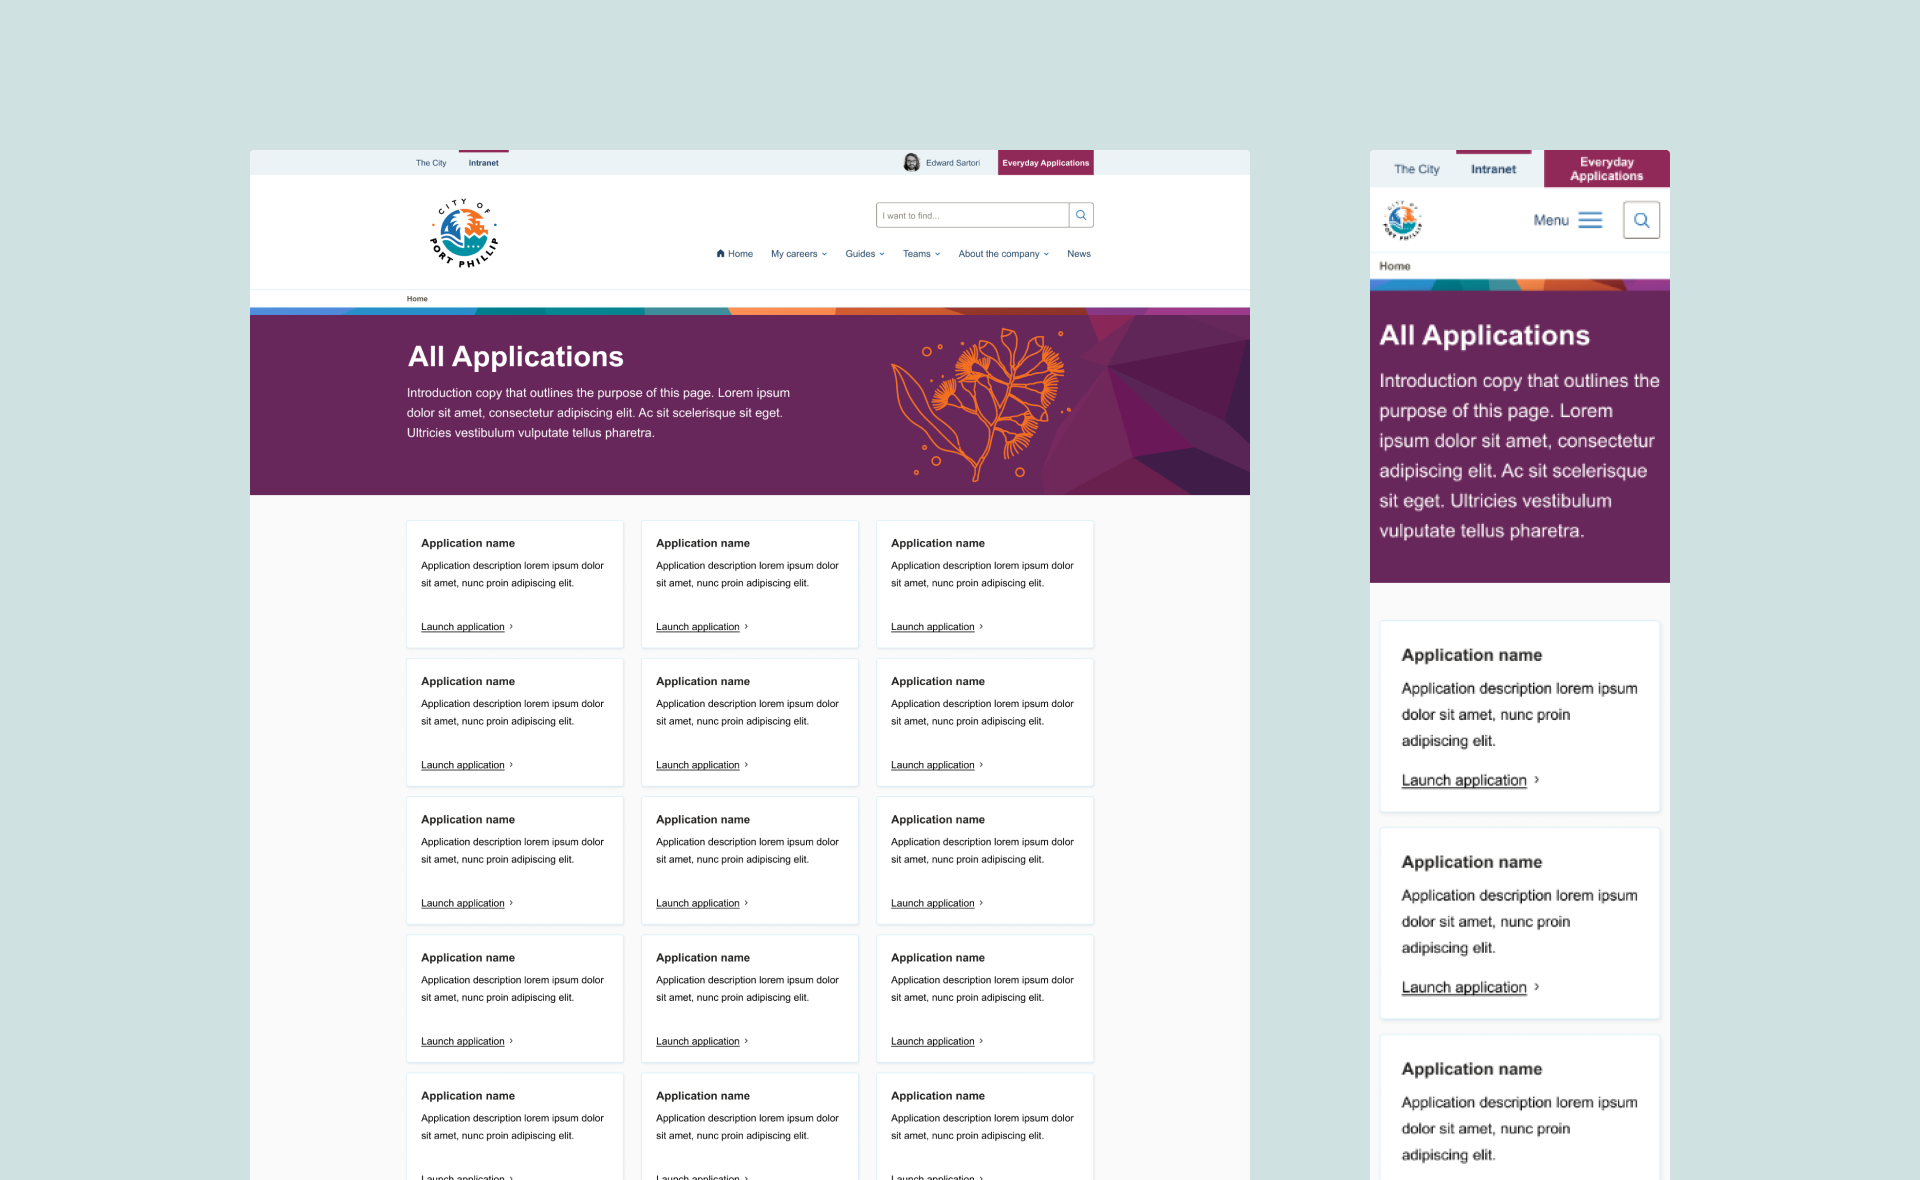 The City
Intranet
Edward Sartori
Everyday Applications
CITY OF
PORT PHILLIP
I want to find...
Home
My careers
Guides
Teams
About the company
News
Home
All Applications
Introduction copy that outlines the purpose of this page. Lorem ipsum
dolor sit amet, consectetur adipiscing elit. Ac sit scelerisque sit eget.
Ultricies vestibulum vulputate tellus pharetra.
Application name
Application description lorem ipsum dolor
sit amet, nunc proin adipiscing elit.
Launch application
Application name
Application description lorem ipsum dolor
sit amet, nunc proin adipiscing elit.
Launch application
Application name
Application description lorem ipsum dolor
sit amet, nunc proin adipiscing elit.
Launch application
Application name
Application description lorem ipsum dolor
sit amet, nunc proin adipiscing elit.
Launch application
Application name
Application description lorem ipsum dolor
sit amet, nunc proin adipiscing elit.
Launch application
Application name
Application description lorem ipsum dolor
sit amet, nunc proin adipiscing elit.
Launch application
Application name
Application description lorem ipsum dolor
sit amet, nunc proin adipiscing elit.
Launch application
Application name
Application description lorem ipsum dolor
sit amet, nunc proin adipiscing elit.
Launch application
Application name
Application description lorem ipsum dolor
sit amet, nunc proin adipiscing elit.
Launch application
Application name
Application description lorem ipsum dolor
sit amet, nunc proin adipiscing elit.
Launch application
Application name
Application description lorem ipsum dolor
sit amet, nunc proin adipiscing elit.
Launch application
Application name
Application description lorem ipsum dolor
sit amet, nunc proin adipiscing elit.
Launch application
Application name
Application description lorem ipsum dolor
sit amet, nunc proin adipiscing elit.
Launch application
Application name
Application description lorem ipsum dolor
sit amet, nunc proin adipiscing elit.
Launch application
Application name
Application description lorem ipsum dolor
sit amet, nunc proin adipiscing elit.
Launch application
The City
Intranet
Everyday
Applications
CITY OF
PORT PHILLIP
Menu
Home
All Applications
Introduction copy that outlines the
purpose of this page. Lorem
ipsum dolor sit amet, consectetur
adipiscing elit. Ac sit scelerisque
sit eget. Ultricies vestibulum
vulputate tellus pharetra.
Application name
Application description lorem ipsum
dolor sit amet, nunc proin
adipiscing elit.
Launch application
Application name
Application description lorem ipsum
dolor sit amet, nunc proin
adipiscing elit.
Launch application
Application name
Application description lorem ipsum
dolor sit amet, nunc proin
adipiscing elit.